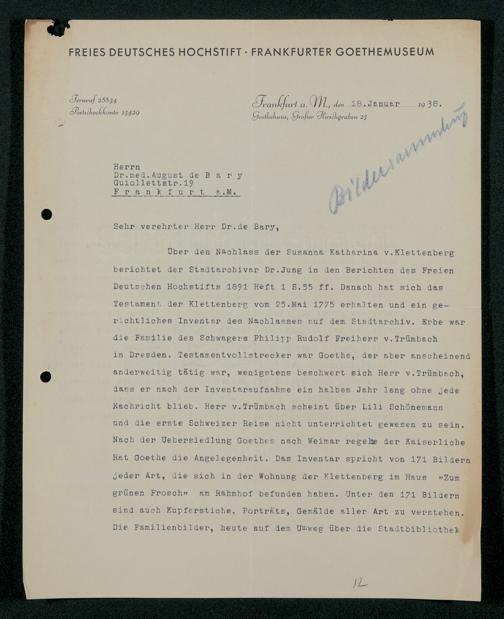 FREIES DEUTSCHES HOCHSTIFT · FRANKFURTER GOETHEMUSEUM
Fernruf 28834
Postscheckkonto 13429
Frankfurt a. M., den 18.Januar 1938.
Goethehaus, Großer Hirschgraben 23
Bildersammlung
Herrn
Dr.med.August de Bary
Guiollettstr.19
Frankfurt a.M.
Sehr verehrter Herr Dr.de Bary,
Über den Nachlass der Susanna Katharina v.Klettenberg
berichtet der Stadtarchivar Dr.Jung in den Berichten des Freien
Deutschen Hochstifts 1891 Heft 1 S.55 ff. Danach hat sich das
Testament der Klettenberg vom 25.Mai 1775 erhalten und ein ge-
richtliches Inventar des Nachlasses auf dem Stadtarchiv. Erbe war
die Familie des Schwagers Philipp Rudolf Freiherr v.Trümbach
in Dresden. Testamentvollstrecker war Goethe, der aber anscheinend
anderweitig tätig war, wenigstens beschwert sich Herr v.Trümbach,
dass er nach der Inventaraufnahme ein halbes Jahr lang ohne jede
Nachricht blieb. Herr v.Trümbach scheint über Lili Schönemann
und die erste Schweizer Reise nicht unterrichtet gewesen zu sein.
Nach der Uebersiedlung Goethes nach Weimar regelte der Kaiserliche
Rat Goethe die Angelegenheit. Das Inventar spricht von 171 Bildern
jeder Art, die sich in der Wohnung der Klettenberg im Haus »Zum
grünen Frosch« am Rahmhof befunden haben. Unter den 171 Bildern
sind auch Kupferstiche, Porträts, Gemälde aller Art zu verstehen.
Die Familienbilder, heute auf dem Umweg über die Stadtbibliothek
12